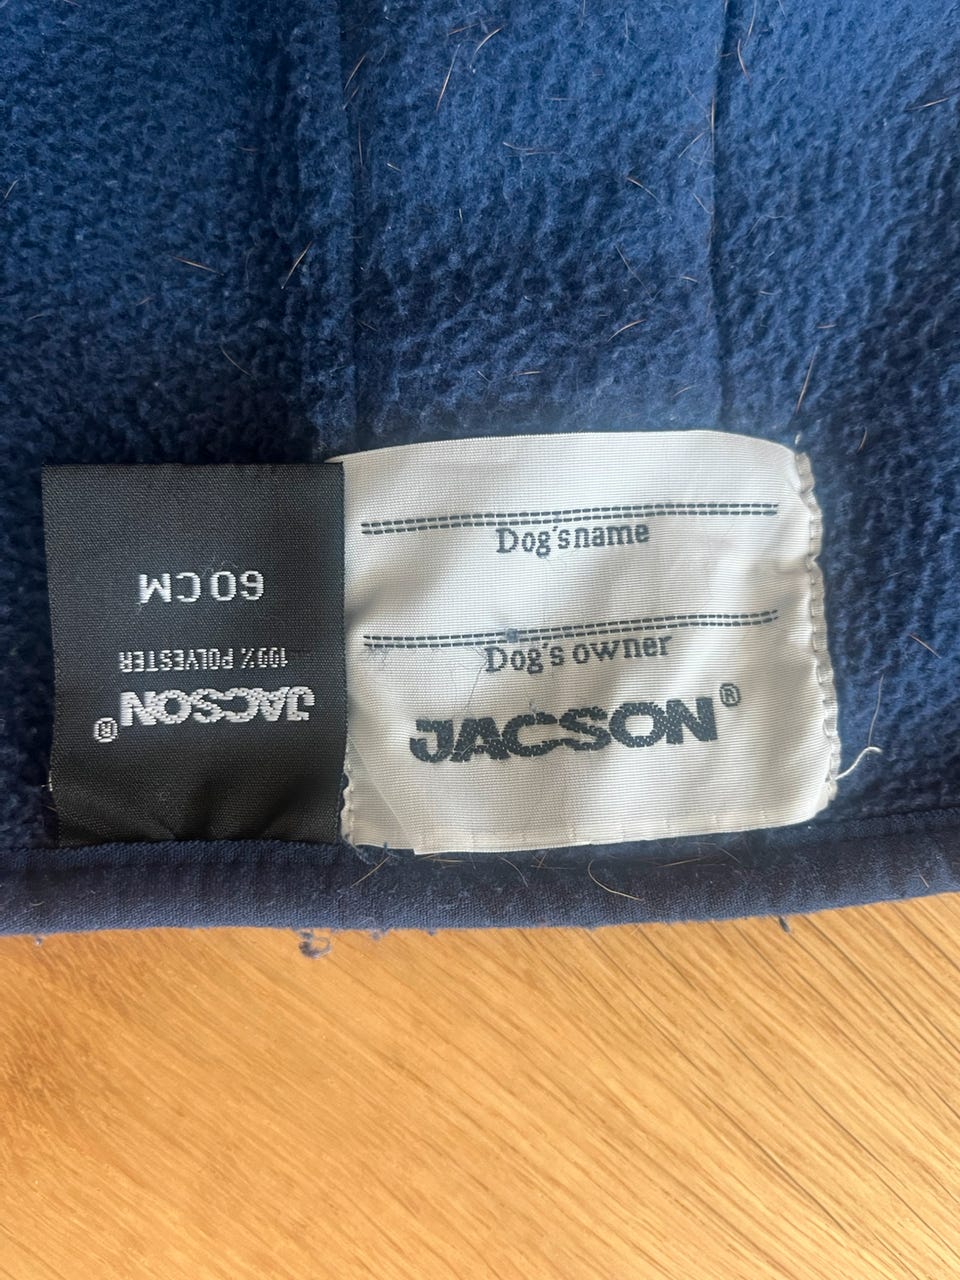 Dog's name
Dog's owner
JACSON®
JACSON®
100% POLYESTER
60 CM